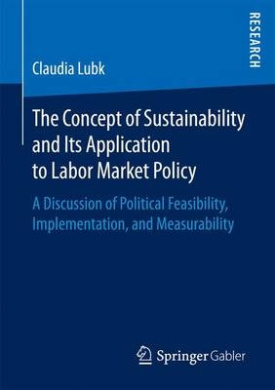 RESEARCH
Claudia Lubk
The Concept of Sustainability
and Its Application
to Labor Market Policy
A Discussion of Political Feasibility,
Implementation, and Measurability
Springer Gabler